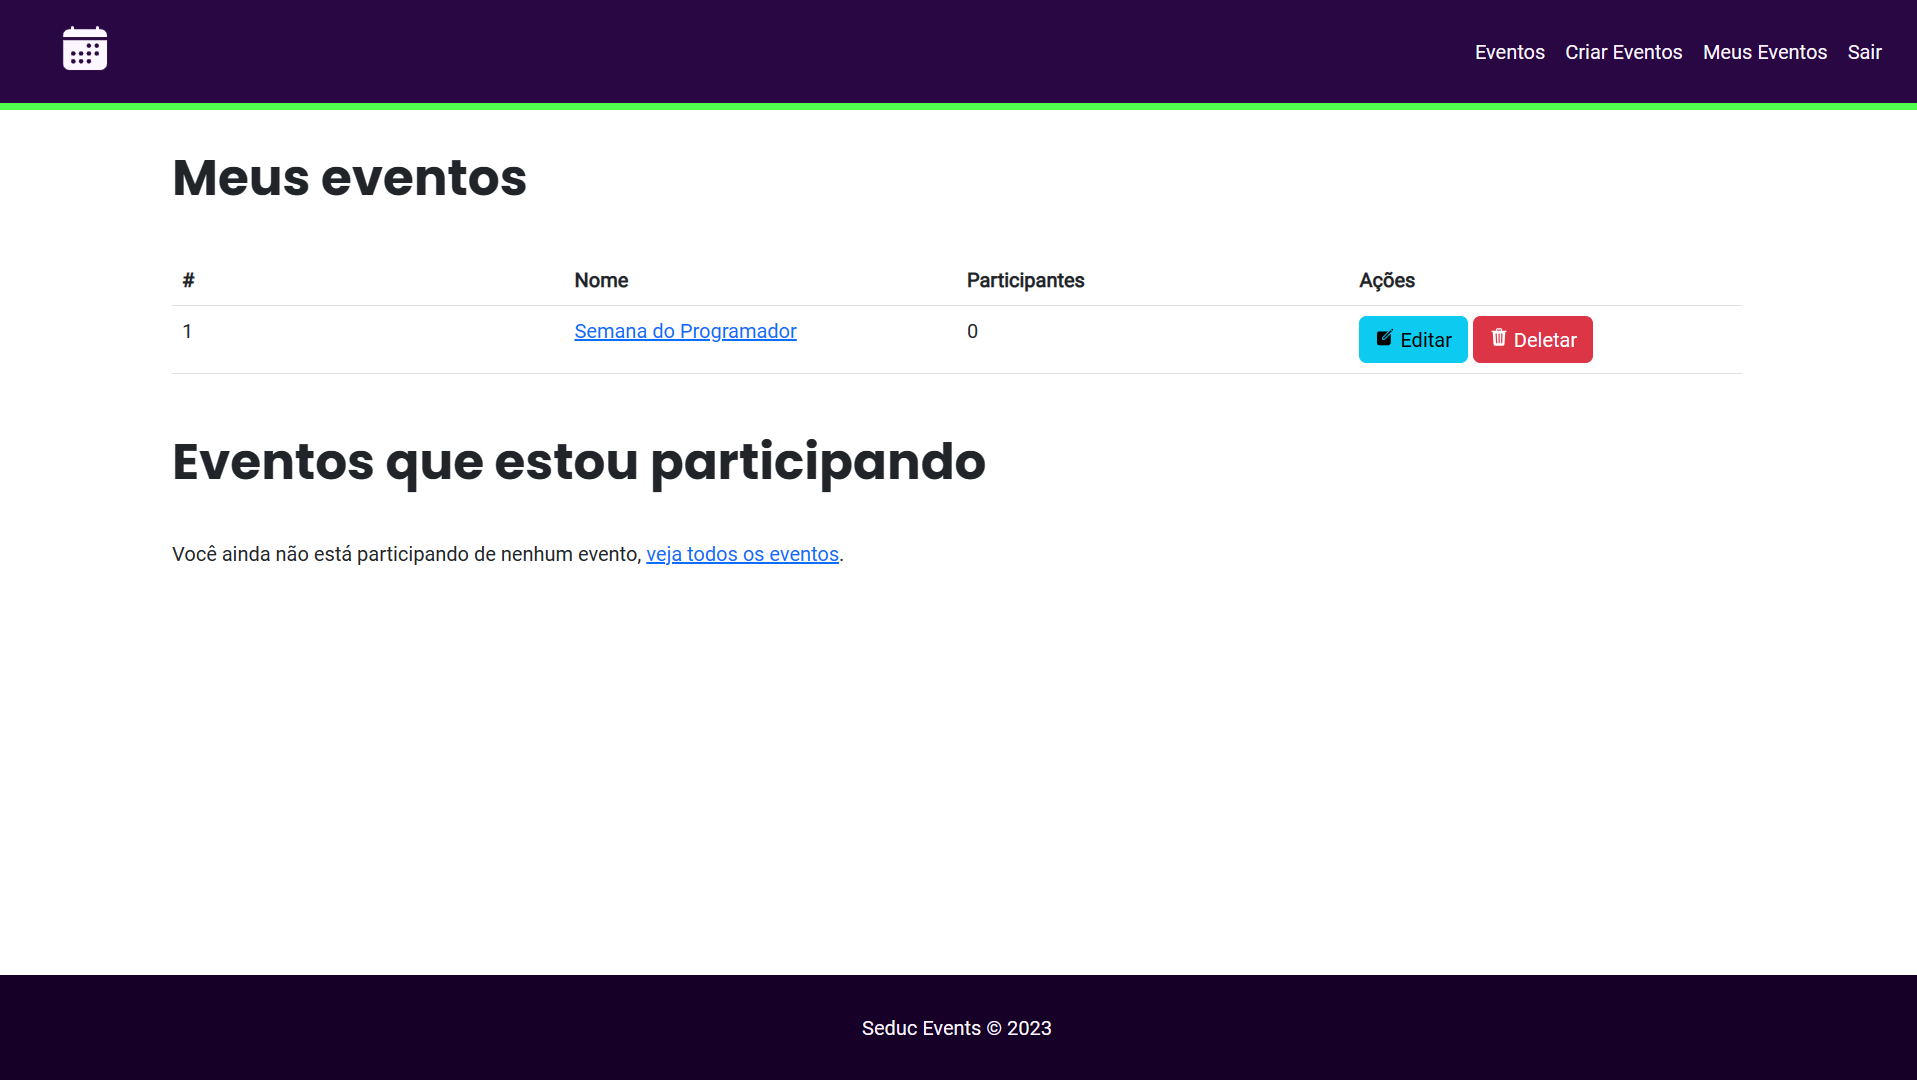 Eventos Criar Eventos Meus Eventos Sair
Meus eventos
# Nome Participantes Ações
1 Semana do Programador 0 Editar Deletar
Eventos que estou participando
Você ainda não está participando de nenhum evento, veja todos os eventos.
Seduc Events © 2023